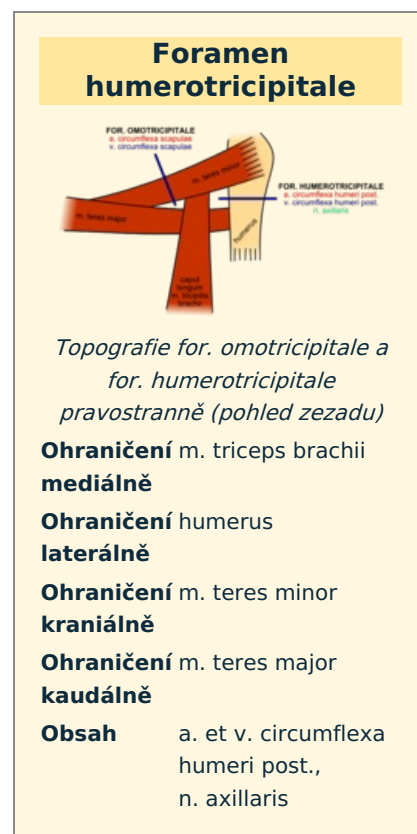 Foramen
humerotricipitale
FOR. OMOTRICIPITALE
a. circumflexa scapulae
v. circumflexa scapulae
m. teres minor
FOR. HUMEROTRICIPITALE
a. circumflexa humeri post.
v. circumflexa humeri post.
n. axillaris
m. teres major
humerus
caput
longum
m. tricipitis
brachii
Topografie for. omotricipitale a
for. humerotricipitale
pravostranně (pohled zezadu)
Ohraničení m. triceps brachii
mediálně
Ohraničení humerus
laterálně
Ohraničení m. teres minor
kraniálně
Ohraničení m. teres major
kaudálně
Obsah a. et v. circumflexa
humeri post.,
n. axillaris